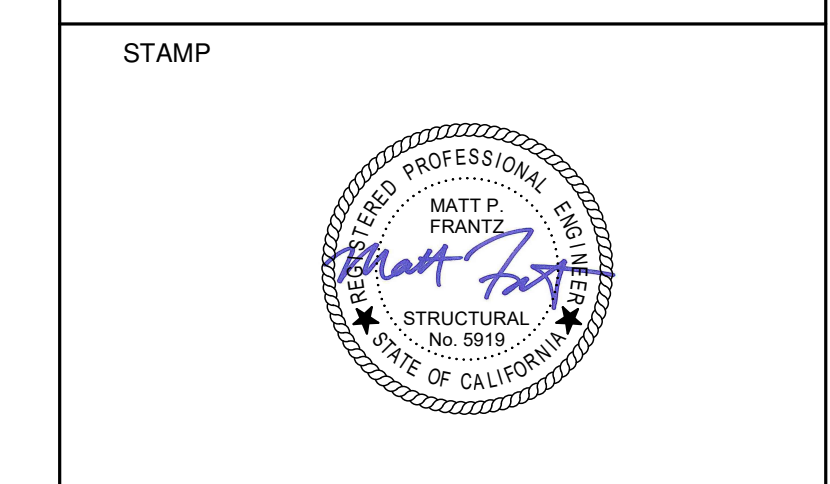 STAMP
REGISTERED PROFESSIONAL ENGINEER
MATT P.
FRANTZ
Matt Frantz
STRUCTURAL
No. 5919
STATE OF CALIFORNIA